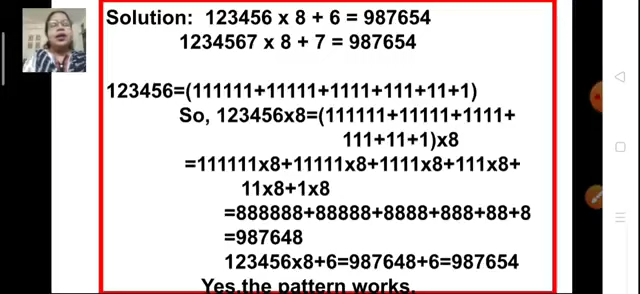 Solution: 123456 x 8 + 6 = 987654
1234567 x 8 + 7 = 987654
123456=(111111+11111+1111+111+11+1)
So, 123456x8=(111111+11111+1111+
111+11+1)x8
=111111x8+11111x8+1111x8+111x8+
11x8+1x8
=888888+88888+8888+888+88+8
=987648
123456x8+6=987648+6=987654
Yes,the pattern works.